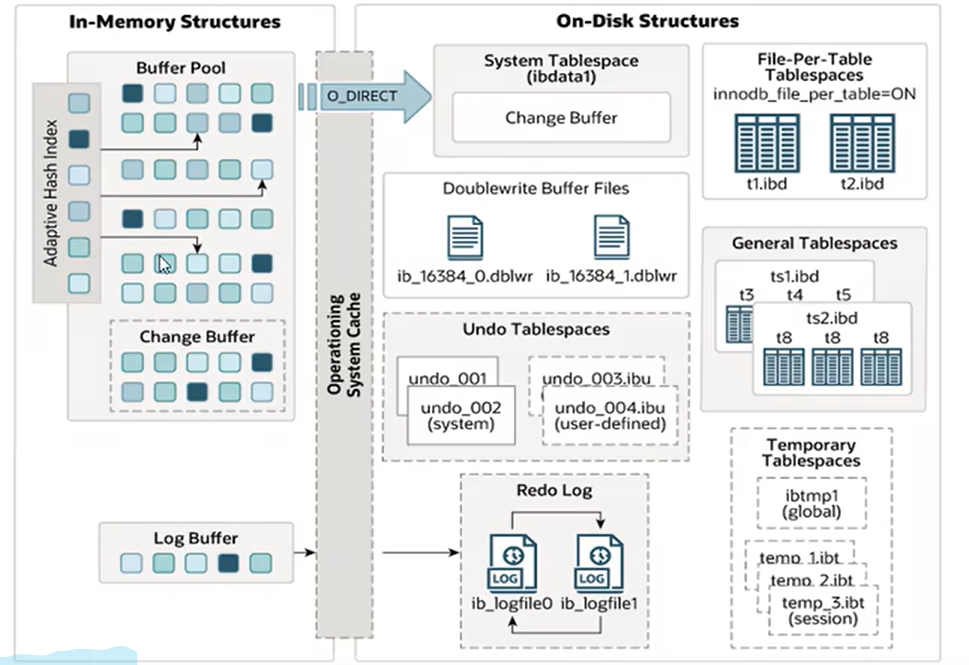 In-Memory Structures
On-Disk Structures
Buffer Pool
Adaptive Hash Index
Change Buffer
Log Buffer
Operationing
System Cache
O_DIRECT
System Tablespace
(ibdata1)
Change Buffer
Doublewrite Buffer Files
ib_16384_0.dblwr
ib_16384_1.dblwr
Undo Tablespaces
undo_001
undo_002
(system)
undo_003.ibu
undo_004.ibu
(user-defined)
Redo Log
LOG
LOG
ib_logfile0
ib_logfile1
File-Per-Table
Tablespaces
innodb_file_per_table=ON
t1.ibd
t2.ibd
General Tablespaces
ts1.ibd
t3 t4 t5
ts2.ibd
t8 t8 t8
Temporary
Tablespaces
ibtmp1
(global)
temp_1.ibt
temp_2.ibt
temp_3.ibt
(session)